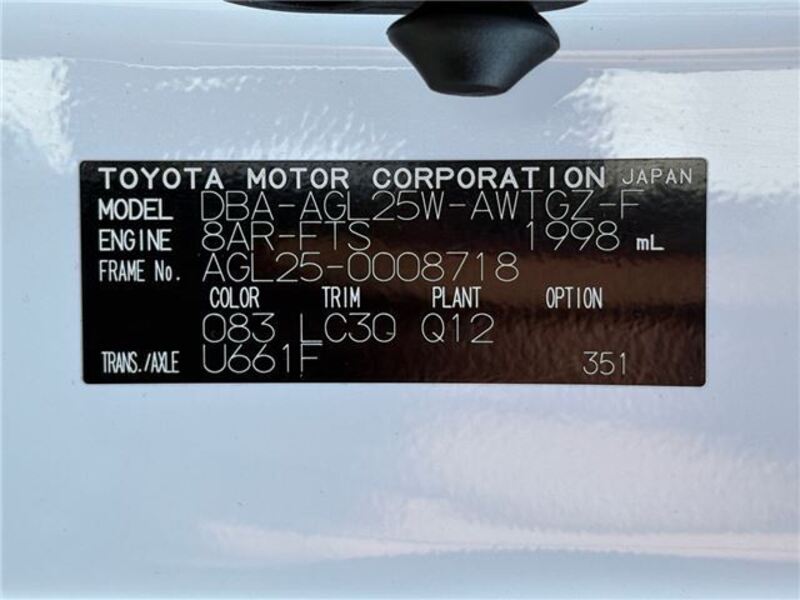 TOYOTA MOTOR CORPORATION JAPAN
MODEL DBA-AGL25W-AWTGZ-F
ENGINE 8AR-FTS 1998 mL
FRAME No. AGL25-0008718
COLOR TRIM PLANT OPTION
083 LC30 Q12
TRANS./AXLE U661F 351